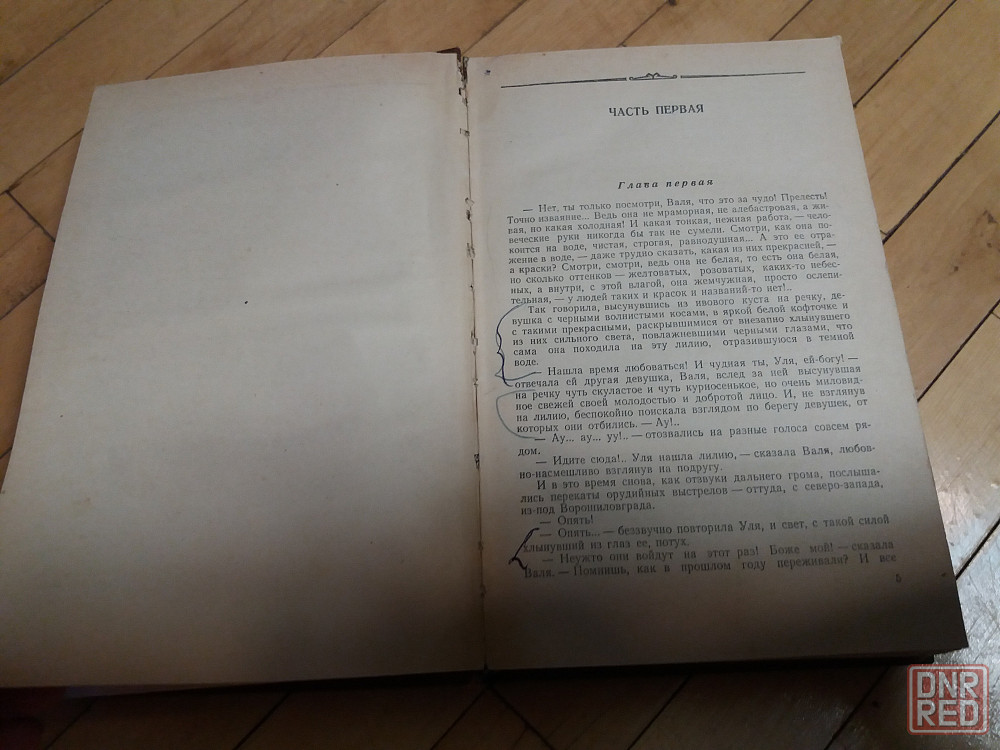 ЧАСТЬ ПЕРВАЯ
Глава первая
— Нет, ты только посмотри, Валя, что это за чудо! Прелесть!
Точно изваяние... Ведь она не мраморная, не алебастровая, а жи-
вая, но какая холодная! И какая тонкая, нежная работа, — чело-
веческие руки никогда бы так не сумели. Смотри, как она по-
коится на воде, чистая, строгая, равнодушная... А это ее отра-
жение в воде, — даже трудно сказать, какая из них прекрасней, —
а краски? Смотри, смотри, ведь она не белая, то есть она белая,
но сколько оттенков — желтоватых, розоватых, каких-то небес-
ных, а внутри, с этой влагой, она жемчужная, просто ослепи-
тельная, — у людей таких и красок и названий-то нет!..
Так говорила, высунувшись из ивового куста на речку, де-
вушка с черными волнистыми косами, в яркой белой кофточке и
с такими прекрасными, раскрывшимися от внезапно хлынувшего
из них сильного света, повлажневшими черными глазами, что
сама она походила на эту лилию, отразившуюся в темной
воде.
— Нашла время любоваться! И чудная ты, Уля, ей-богу! —
отвечала ей другая девушка, Валя, вслед за ней высунувшая
на речку чуть скуластое и чуть курносенькое, но очень миловид-
ное свежей своей молодостью и добротой лицо. И, не взглянув
на лилию, беспокойно поискала взглядом по берегу девушек, от
которых они отбились. — Ау!..
— Ау... ау... уу!.. — отозвались на разные голоса совсем ря-
дом.
— Идите сюда!.. Уля нашла лилию, — сказала Валя, любов-
но-насмешливо взглянув на подругу.
И в это время снова, как отзвуки дальнего грома, послыша-
лись перекаты орудийных выстрелов — оттуда, с северо-запада,
из-под Ворошиловграда.
— Опять!
— Опять... — беззвучно повторила Уля, и свет, с такой силой
хлынувший из глаз ее, потух.
— Неужто они войдут на этот раз! Боже мой! — сказала
Валя. — Помнишь, как в прошлом году переживали? И все
5
DNR
RED